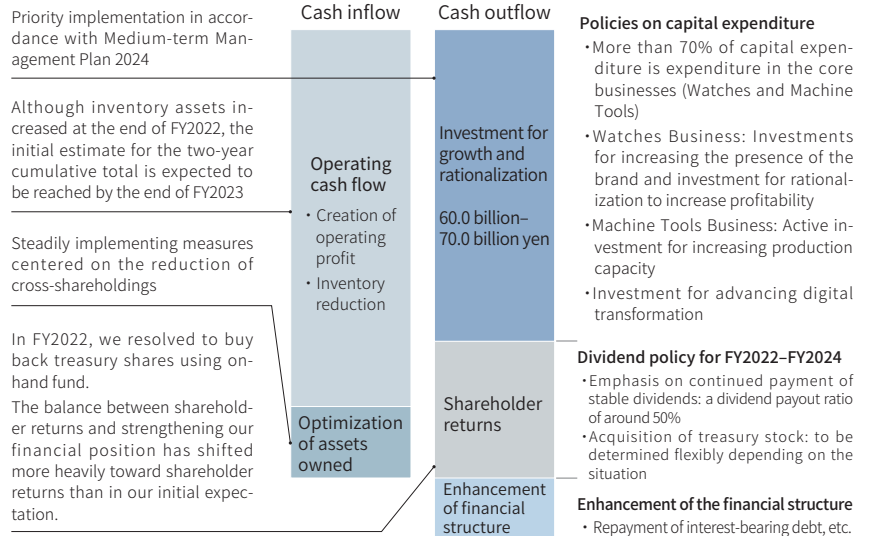 Priority implementation in accor-
dance with Medium-term Man-
agement Plan 2024
Although inventory assets in-
creased at the end of FY2022, the
initial estimate for the two-year
cumulative total is expected to
be reached by the end of FY2023
Steadily implementing measures
centered on the reduction of
cross-shareholdings
In FY2022, we resolved to buy
back treasury shares using on-
hand fund.
The balance between sharehold-
er returns and strengthening our
financial position has shifted
more heavily toward shareholder
returns than in our initial expec-
tation.
Cash inflow
Operating
cash flow
・Creation of
operating
profit
・Inventory
reduction
Optimization
of assets
owned
Cash outflow
Investment for
growth and
rationalization
60.0 billion–
70.0 billion yen
Shareholder
returns
Enhancement
of financial
structure
Policies on capital expenditure
・More than 70% of capital expen-
diture is expenditure in the core
businesses (Watches and Machine
Tools)
・Watches Business: Investments
for increasing the presence of the
brand and investment for rational-
ization to increase profitability
・Machine Tools Business: Active in-
vestment for increasing production
capacity
・Investment for advancing digital
transformation
Dividend policy for FY2022–FY2024
・Emphasis on continued payment of
stable dividends: a dividend payout ratio
of around 50%
・Acquisition of treasury stock: to be
determined flexibly depending on the
situation
Enhancement of the financial structure
・Repayment of interest-bearing debt, etc.